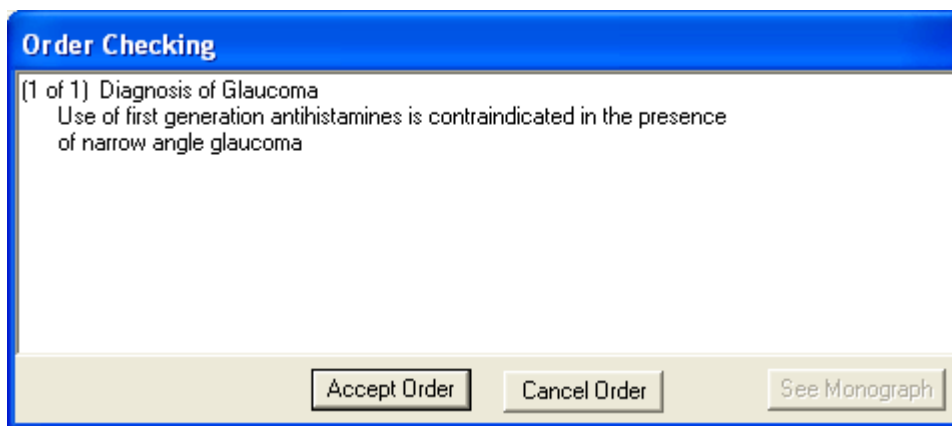 Order Checking
(1 of 1) Diagnosis of Glaucoma
Use of first generation antihistamines is contraindicated in the presence
of narrow angle glaucoma
Accept Order
Cancel Order
See Monograph